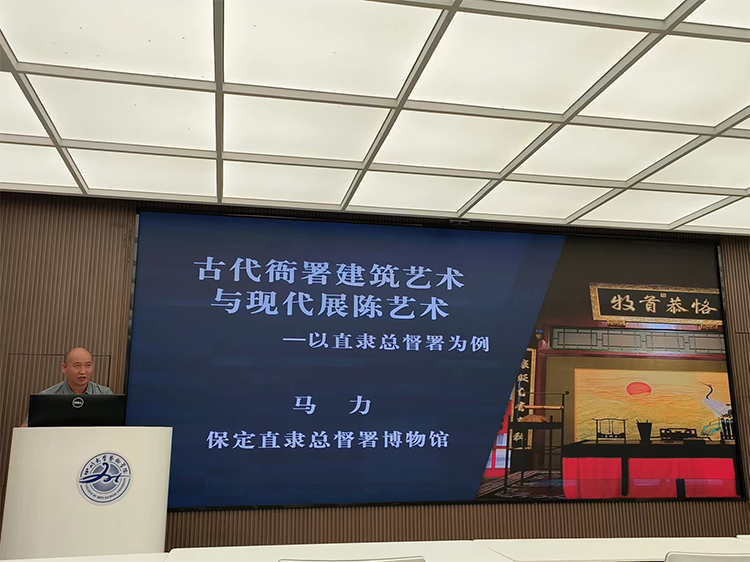 古代衙署建筑艺术
与现代展陈艺术
—以直隶总督署为例
马 力
保定直隶总督署博物馆
牧首恭恪
DELL